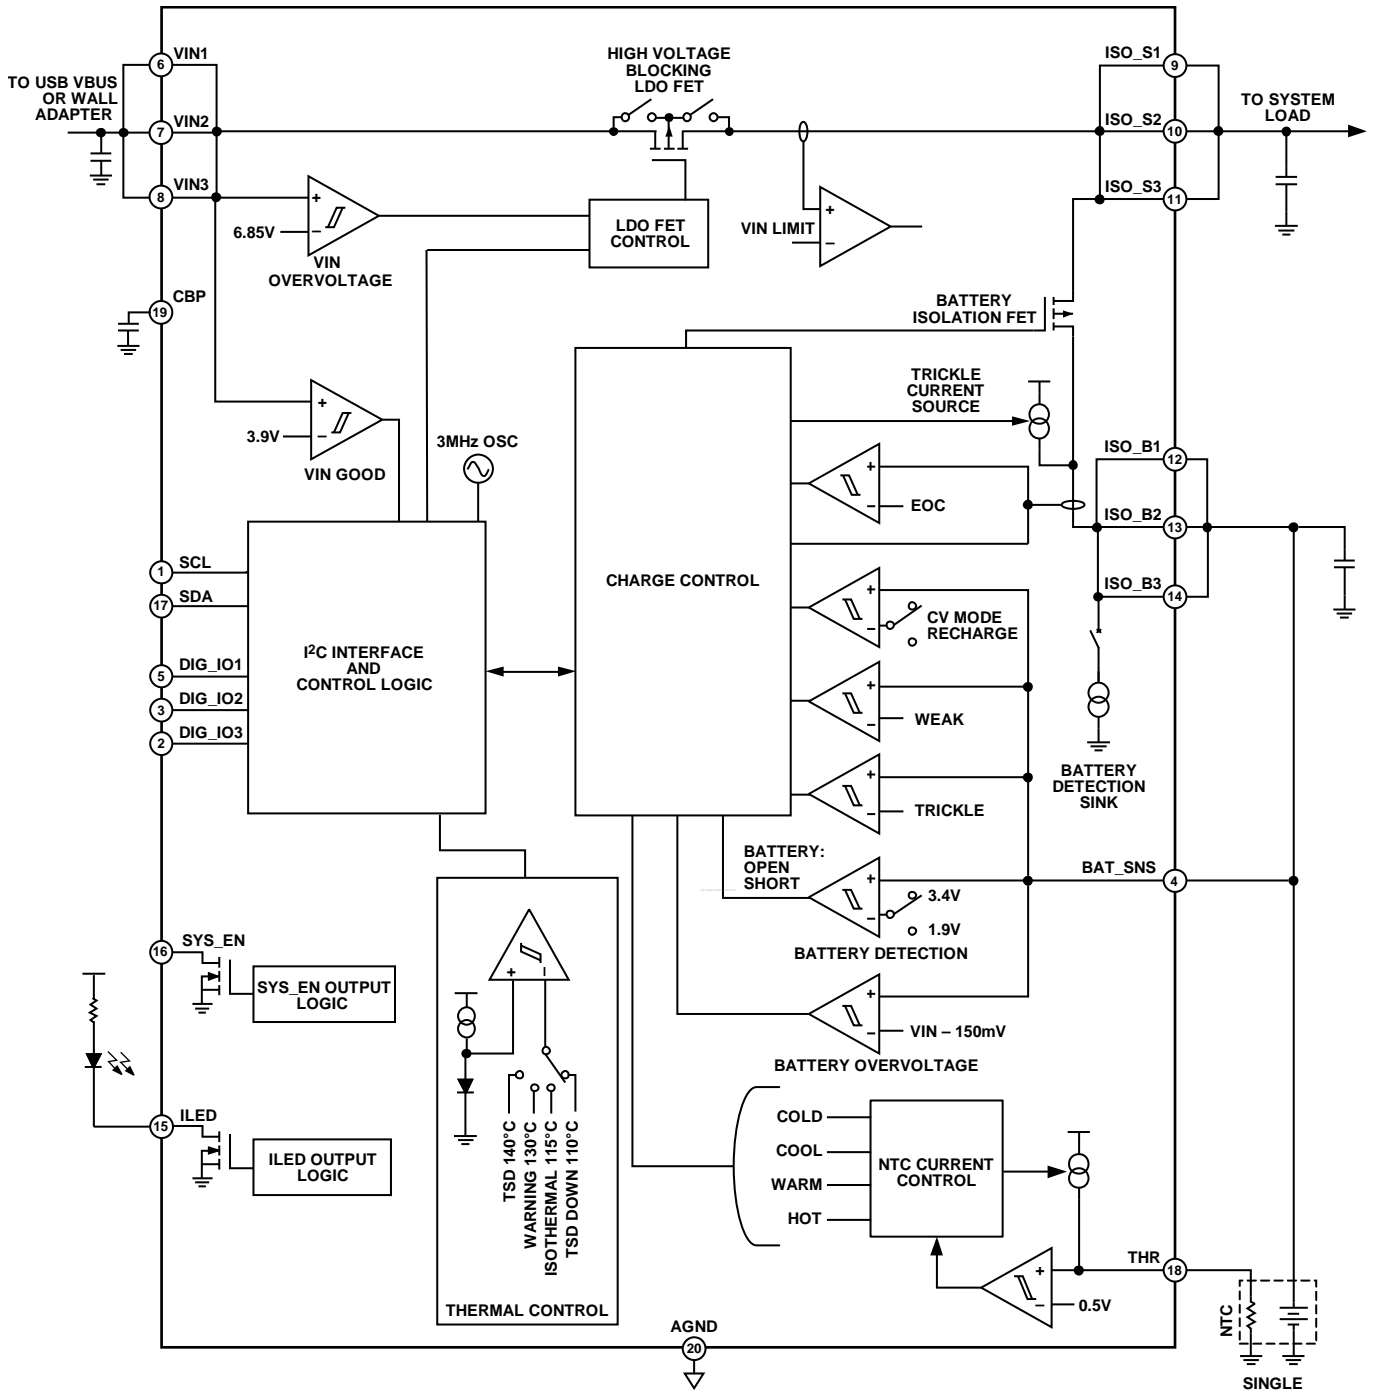 HIGH VOLTAGE
BLOCKING
LDO FET
TO USB VBUS
OR WALL
ADAPTER
6
VIN1
7
VIN2
8
VIN3
ISO_S1
9
ISO_S2
10
ISO_S3
11
TO SYSTEM
LOAD
6.85V
+
–
VIN
OVERVOLTAGE
LDO FET
CONTROL
VIN LIMIT
+
–
CBP
19
BATTERY
ISOLATION FET
3.9V
+
–
VIN GOOD
3MHz OSC
TRICKLE
CURRENT
SOURCE
+
–
EOC
ISO_B1
12
ISO_B2
13
ISO_B3
14
1
SCL
17
SDA
5
DIG_IO1
3
DIG_IO2
2
DIG_IO3
I²C INTERFACE
AND
CONTROL LOGIC
CHARGE CONTROL
+
–
CV MODE
RECHARGE
+
–
WEAK
+
–
TRICKLE
BATTERY
DETECTION
SINK
BATTERY:
OPEN
SHORT
+
–
3.4V
1.9V
BATTERY DETECTION
BAT_SNS
4
+
–
VIN – 150mV
BATTERY OVERVOLTAGE
16
SYS_EN
SYS_EN OUTPUT
LOGIC
15
ILED
ILED OUTPUT
LOGIC
+
–
TSD 140°C
WARNING 130°C
ISOTHERMAL 115°C
TSD DOWN 110°C
THERMAL CONTROL
COLD
COOL
WARM
HOT
NTC CURRENT
CONTROL
+
–
0.5V
THR
18
NTC
SINGLE
AGND
20